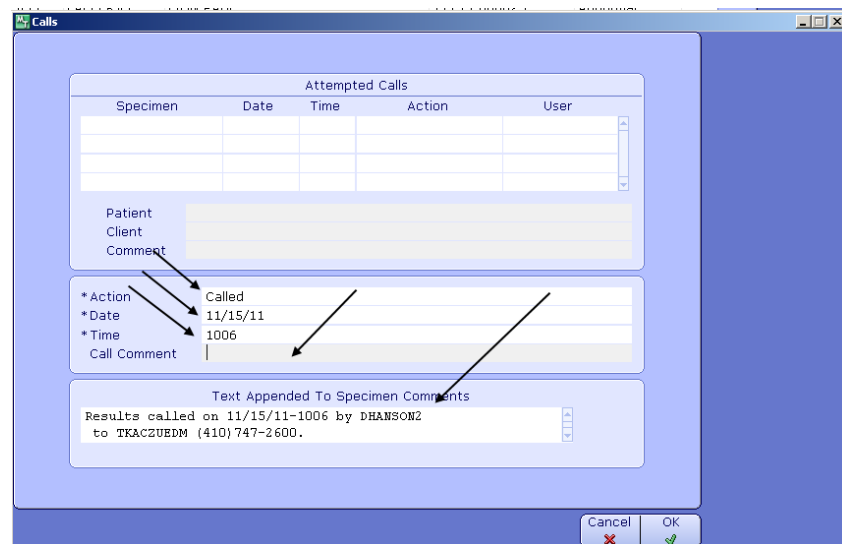 Calls
Attempted Calls
Specimen Date Time Action User
Patient
Client
Comment
*Action Called
*Date 11/15/11
*Time 1006
Call Comment
Text Appended To Specimen Comments
Results called on 11/15/11-1006 by DHANSON2
to TKACZUEDM (410)747-2600.
Cancel OK